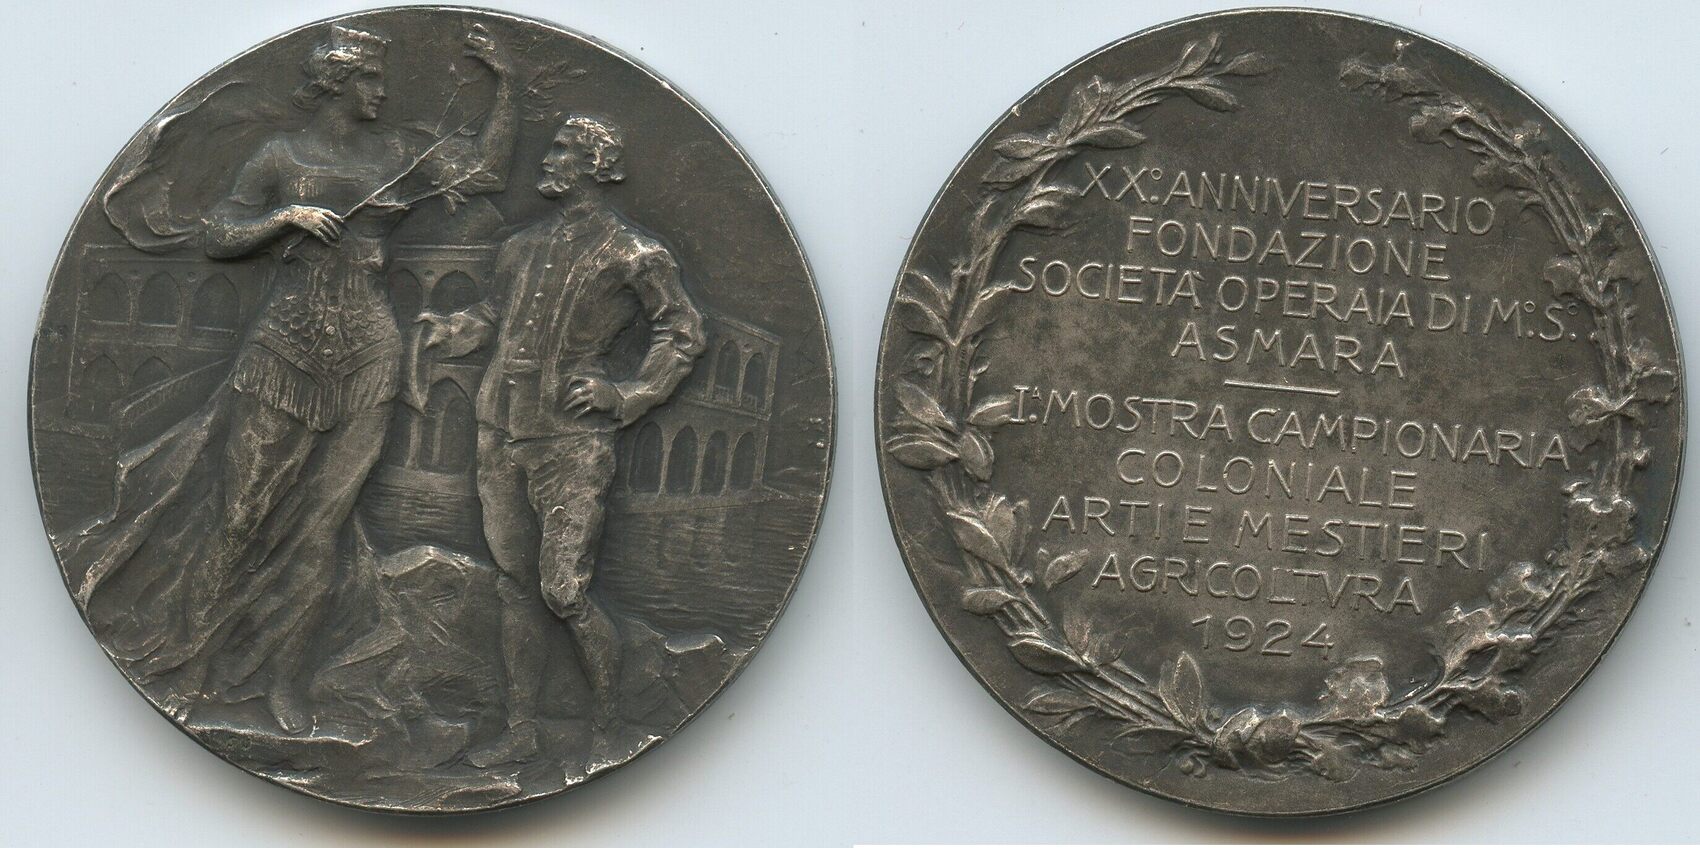 XX.º ANNIVERSARIO
FONDAZIONE
SOCIETÀ OPERAIA DI M.º S.º
ASMARA
I.ᴬ MOSTRA CAMPIONARIA
COLONIALE
ARTI E MESTIERI
AGRICOLTVRA
1924